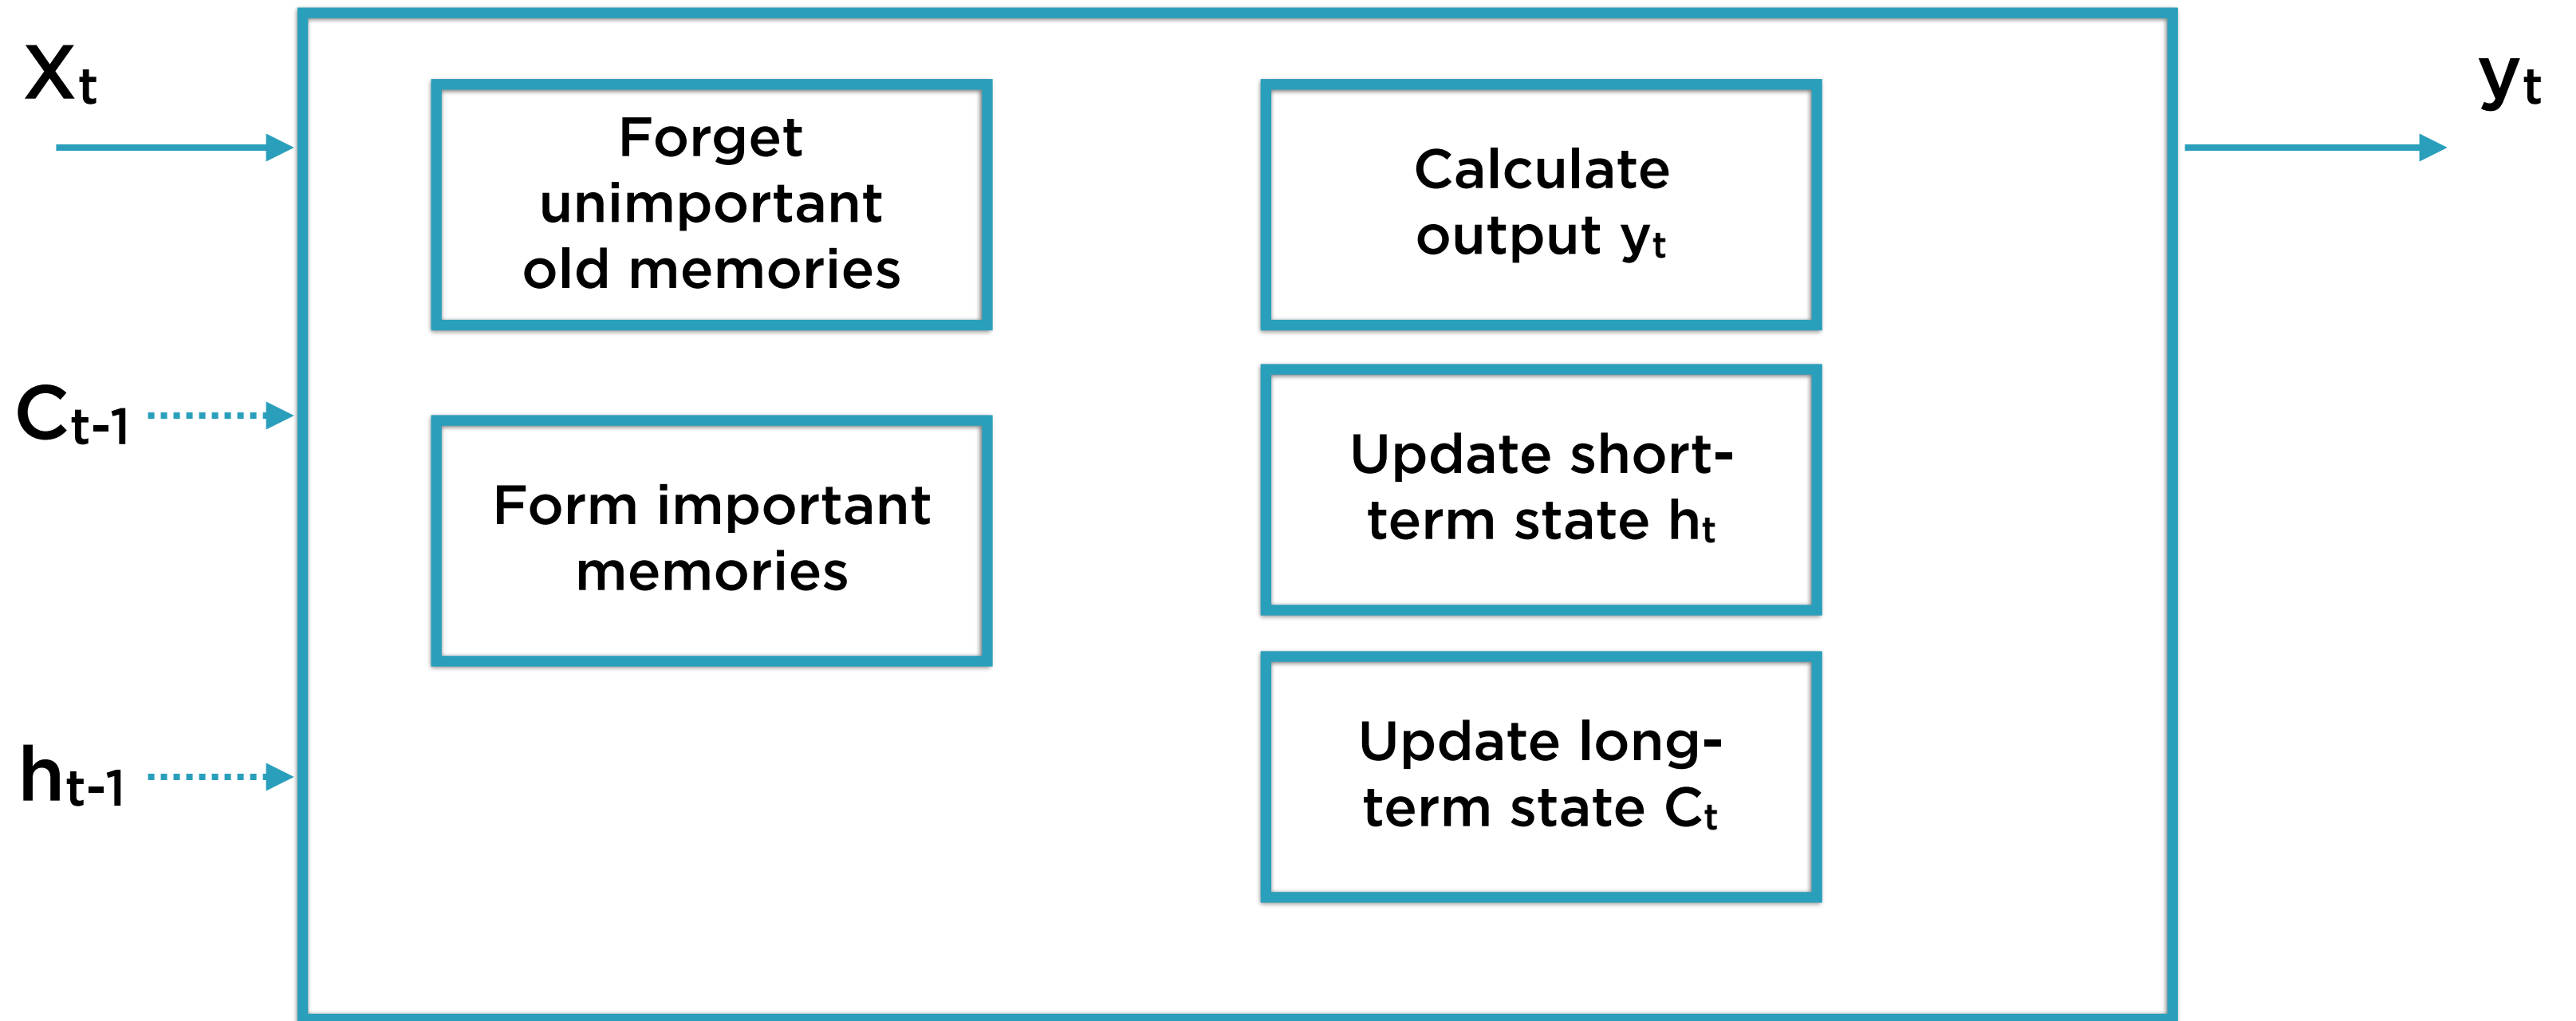 Xt
Ct-1
ht-1
Forget
unimportant
old memories
Form important
memories
Calculate
output yt
Update short-
term state ht
Update long-
term state Ct
yt